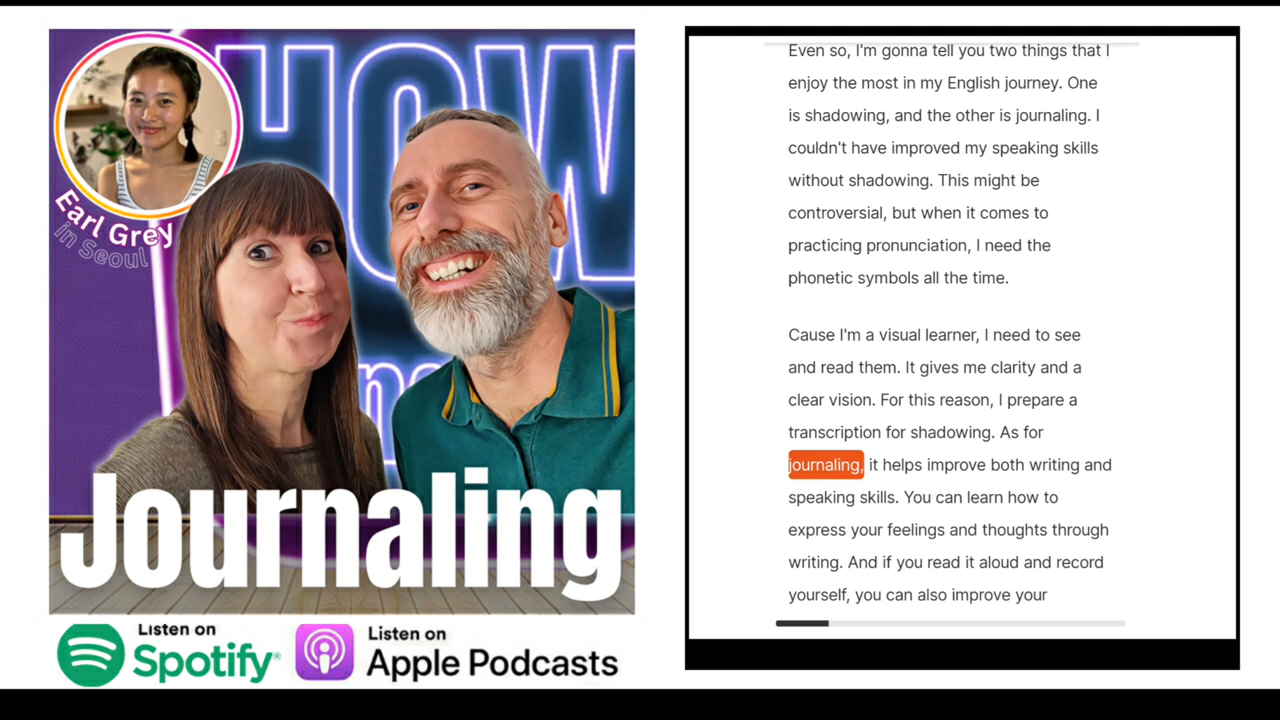 HOW
Earl Grey
in Seoul
Journaling
Listen on
Spotify
Listen on
Apple Podcasts
Even so, I'm gonna tell you two things that I
enjoy the most in my English journey. One
is shadowing, and the other is journaling. I
couldn't have improved my speaking skills
without shadowing. This might be
controversial, but when it comes to
practicing pronunciation, I need the
phonetic symbols all the time.
Cause I'm a visual learner, I need to see
and read them. It gives me clarity and a
clear vision. For this reason, I prepare a
transcription for shadowing. As for
journaling, it helps improve both writing and
speaking skills. You can learn how to
express your feelings and thoughts through
writing. And if you read it aloud and record
yourself, you can also improve your